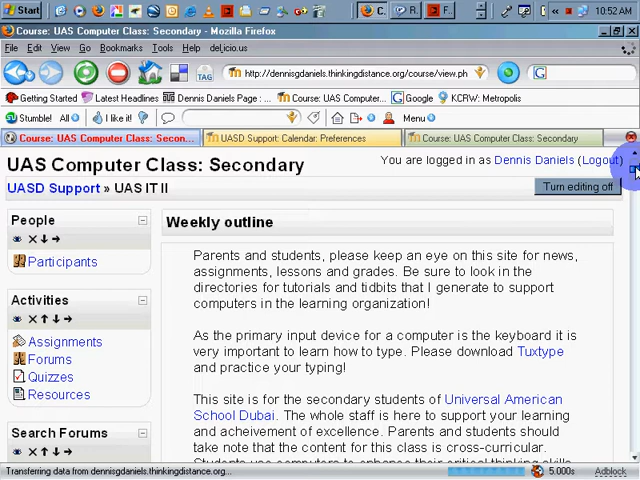 Start
C..
R..
F..
10:52 AM
Course: UAS Computer Class: Secondary - Mozilla Firefox
File Edit View Go Bookmarks Tools Help del.icio.us
TAG
http://dennisgdaniels.thinkingdistance.org/course/view.ph
Getting Started Latest Headlines Dennis Daniels Page : ... UAS Computer... Google KCRW: Metropolis
Stumble! All I like it! Menu
Course: UAS Computer Class: Secon... UASD Support: Calendar: Preferences Course: UAS Computer Class: Secondary
UAS Computer Class: Secondary
You are logged in as Dennis Daniels (Logout)
UASD Support » UAS IT II
Turn editing off
People
Participants
Activities
Assignments
Forums
Quizzes
Resources
Search Forums
Weekly outline
Parents and students, please keep an eye on this site for news,
assignments, lessons and grades. Be sure to look in the
directories for tutorials and tidbits that I generate to support
computers in the learning organization!
As the primary input device for a computer is the keyboard it is
very important to learn how to type. Please download Tuxtype
and practice your typing!
This site is for the secondary students of Universal American
School Dubai. The whole staff is here to support your learning
and acheivement of excellence. Parents and students should
take note that the content for this class is cross-curricular.
Students use computers to enhance their critical thinking skills
Transferring data from dennisgdaniels.thinkingdistance.org...
5.000s
Adblock